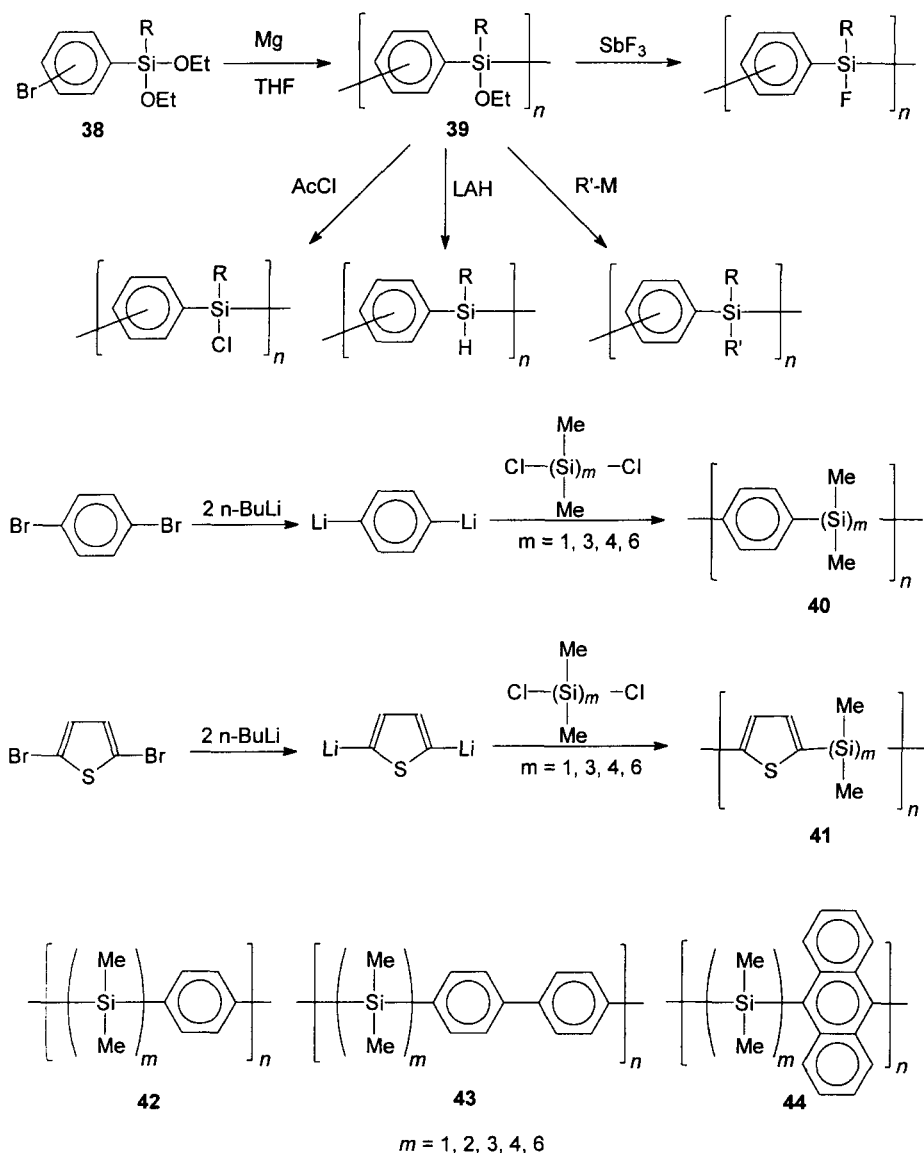 R R R
Mg SbF3
Br Si—OEt Si Si
THF
OEt OEt n F n
38 39
AcCl LAH R'-M
R R R
Si Si Si
Cl n H n R' n
Me
Cl—(Si)m—Cl Me
Br Br 2 n-BuLi Li Li Me (Si)m
m = 1, 3, 4, 6 Me n
40
Me
Cl—(Si)m—Cl Me
Br S Br 2 n-BuLi Li S Li Me S (Si)m
m = 1, 3, 4, 6 Me n
41
Me Me Me
Si Si Si
Me m n Me m n Me m n
42 43 44
m = 1, 2, 3, 4, 6